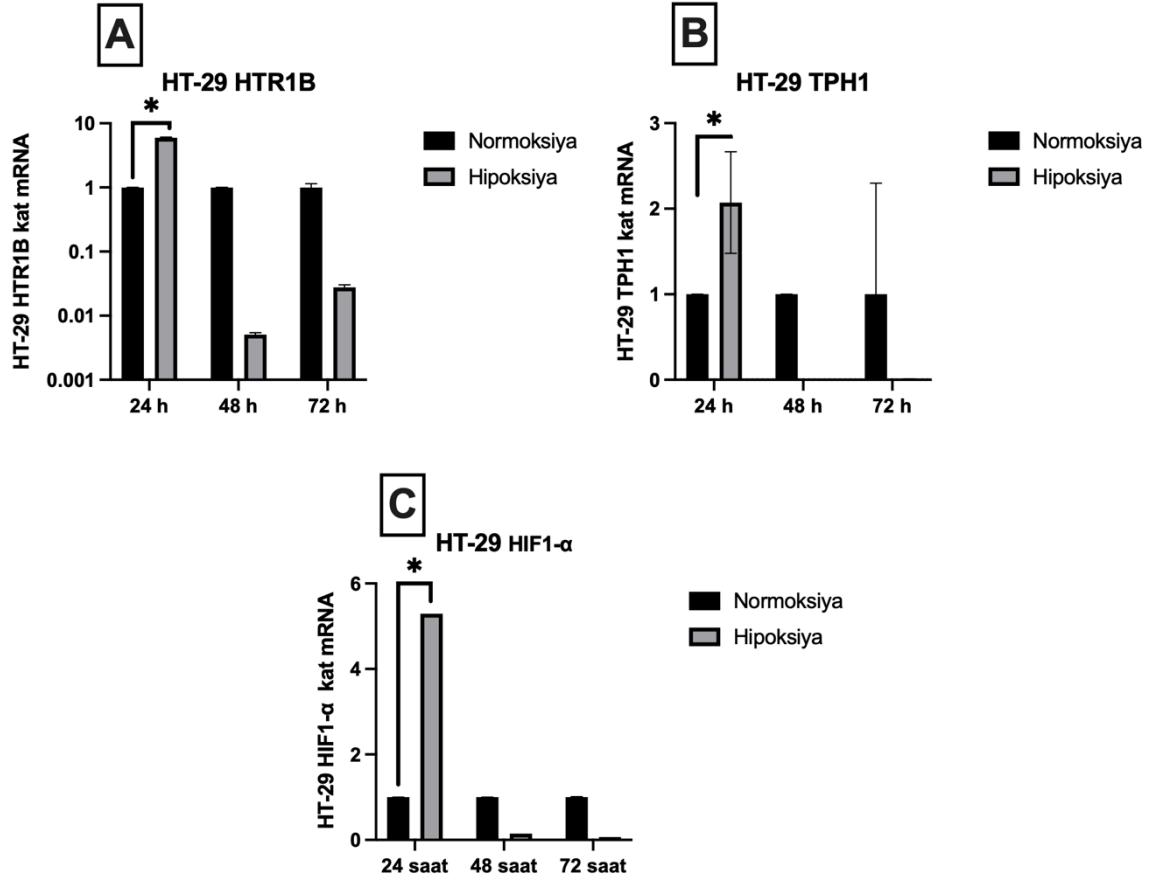 A
HT-29 HTR1B
*
HT-29 HTR1B kat mRNA
10
1
0.1
0.01
0.001
24 h
48 h
72 h
Normoksiya
Hipoksiya
B
HT-29 TPH1
*
HT-29 TPH1 kat mRNA
3
2
1
0
24 h
48 h
72 h
Normoksiya
Hipoksiya
C
HT-29 HIF1-α
*
HT-29 HIF1-α kat mRNA
6
4
2
0
24 saat
48 saat
72 saat
Normoksiya
Hipoksiya